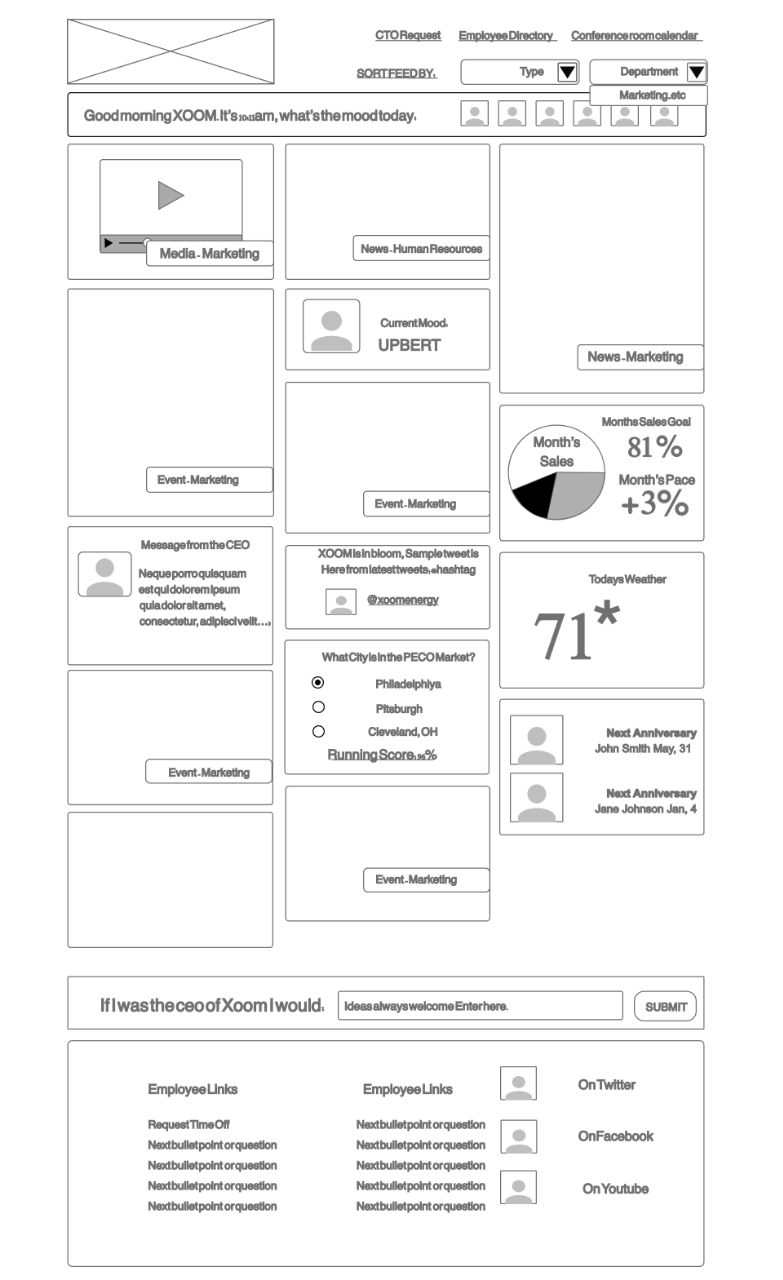 CTO Request
Employee Directory
Conference room calendar
SORT FEED BY:
Type
Department
Marketing..etc
Good morning XOOM. It's 10:11am, what's the mood today.
Media - Marketing
News - Human Resources
News - Marketing
Current Mood:
UPBERT
Event - Marketing
Event - Marketing
Months Sales Goal
81%
Month's Pace
+3%
Month's
Sales
Message from the CEO
Neque porro quisquam
est qui dolorem ipsum
quia dolor sit amet,
consectetur, adipisci velit...,
XOOM is in bloom, Sample tweet is
Here from latest tweets, #hashtag
@xoomenergy
Todays Weather
71*
What City is in the PECO Market?
Philadelphiya
Pitsburgh
Cleveland, OH
Running Score: %
Event - Marketing
Next Anniversary
John Smith May, 31
Next Anniversary
Jane Johnson Jan, 4
Event - Marketing
If I was the ceo of Xoom I would:
Ideas always welcome Enter here.
SUBMIT
Employee Links
Request Time Off
Next bullet point or question
Next bullet point or question
Next bullet point or question
Next bullet point or question
Employee Links
Next bullet point or question
Next bullet point or question
Next bullet point or question
Next bullet point or question
Next bullet point or question
On Twitter
On Facebook
On Youtube